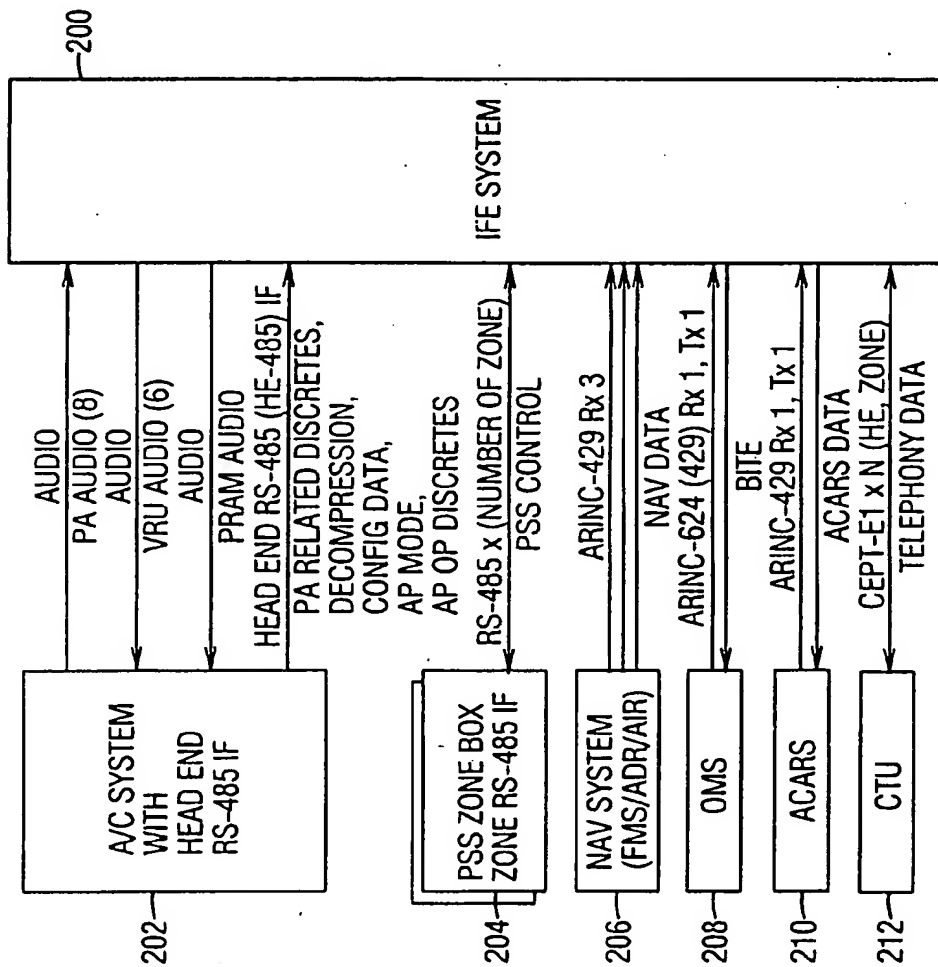 200
IFE SYSTEM
AUDIO
PA AUDIO (8)
AUDIO
VRU AUDIO (6)
AUDIO
PRAM AUDIO
HEAD END RS-485 (HE-485) IF
PA RELATED DISCRETES,
DECOMPRESSION,
CONFIG DATA,
AP MODE,
AP OP DISCRETES
RS-485 x (NUMBER OF ZONE)
PSS CONTROL
ARINC-429 Rx 3
NAV DATA
ARINC-624 (429) Rx 1, Tx 1
BITE
ARINC-429 Rx 1, Tx 1
ACARS DATA
CEPT-E1 x N (HE, ZONE)
TELEPHONY DATA
A/C SYSTEM
WITH
HEAD END
RS-485 IF
202
PSS ZONE BOX
ZONE RS-485 IF
204
NAV SYSTEM
(FMS/ADR/AIR)
206
OMS
208
ACARS
210
CTU
212